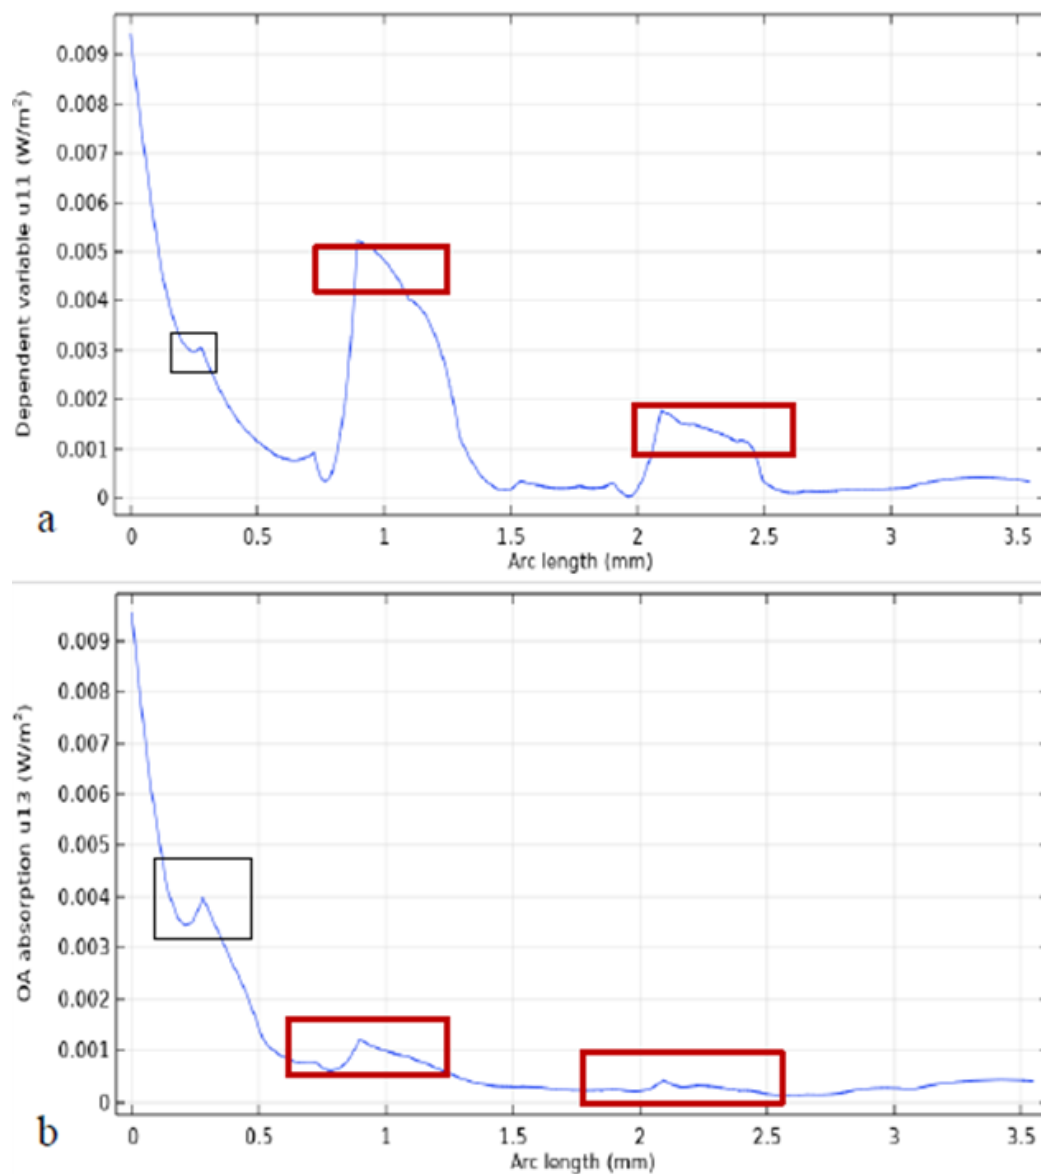 Dependent variable u11 (W/m²)
0.009
0.008
0.007
0.006
0.005
0.004
0.003
0.002
0.001
0
0 0.5 1 1.5 2 2.5 3 3.5
Arc length (mm)
a
OA absorption u13 (W/m²)
0.009
0.008
0.007
0.006
0.005
0.004
0.003
0.002
0.001
0
0 0.5 1 1.5 2 2.5 3 3.5
Arc length (mm)
b